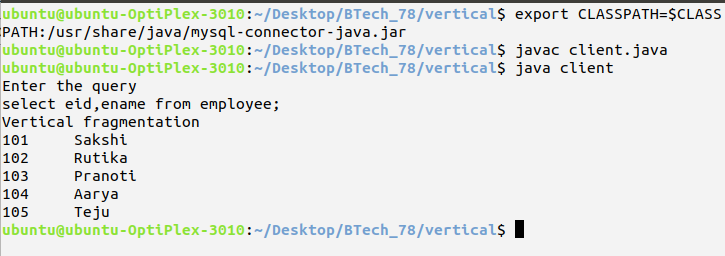 ubuntu@ubuntu-OptiPlex-3010:~/Desktop/BTech_78/vertical$ export CLASSPATH=$CLASS
PATH:/usr/share/java/mysql-connector-java.jar
ubuntu@ubuntu-OptiPlex-3010:~/Desktop/BTech_78/vertical$ javac client.java
ubuntu@ubuntu-OptiPlex-3010:~/Desktop/BTech_78/vertical$ java client
Enter the query
select eid,ename from employee;
Vertical fragmentation
101 Sakshi
102 Rutika
103 Pranoti
104 Aarya
105 Teju
ubuntu@ubuntu-OptiPlex-3010:~/Desktop/BTech_78/vertical$